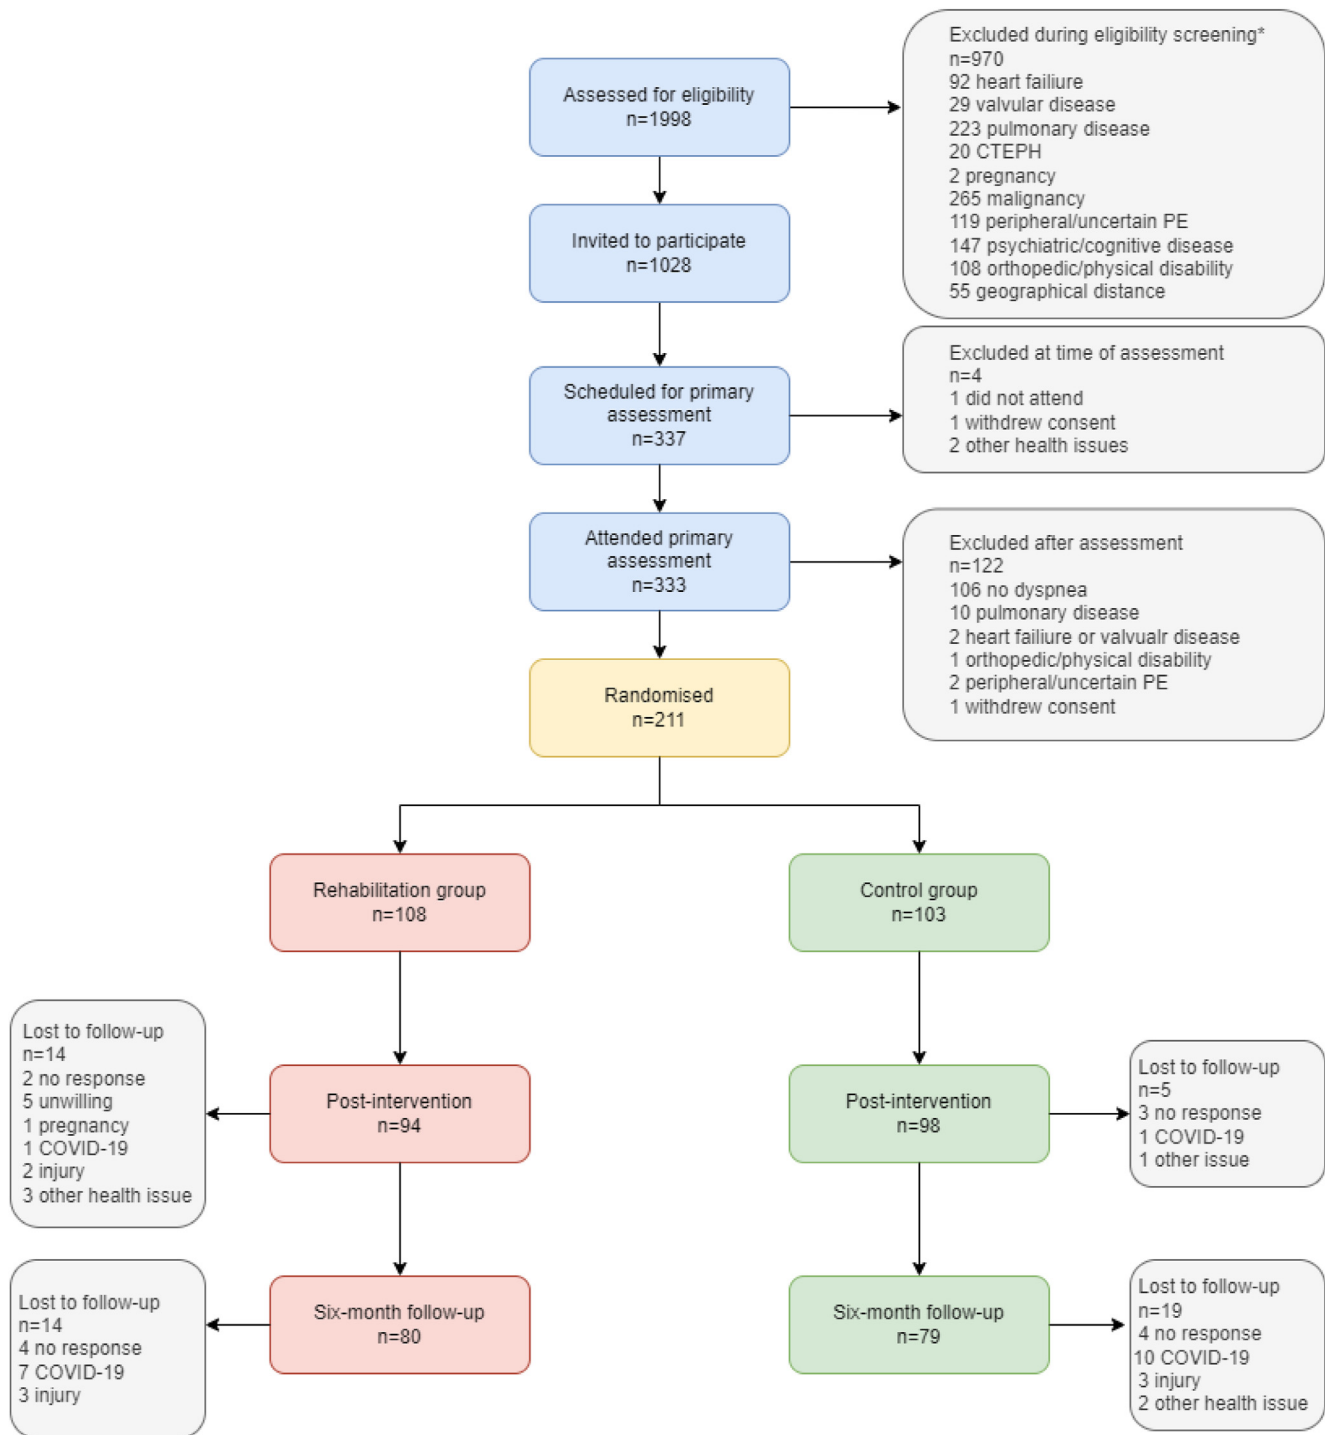 Assessed for eligibility
n=1998
Excluded during eligibility screening*
n=970
92 heart failiure
29 valvular disease
223 pulmonary disease
20 CTEPH
2 pregnancy
265 malignancy
119 peripheral/uncertain PE
147 psychiatric/cognitive disease
108 orthopedic/physical disability
55 geographical distance
Invited to participate
n=1028
Scheduled for primary
assessment
n=337
Excluded at time of assessment
n=4
1 did not attend
1 withdrew consent
2 other health issues
Attended primary
assessment
n=333
Excluded after assessment
n=122
106 no dyspnea
10 pulmonary disease
2 heart failiure or valvualr disease
1 orthopedic/physical disability
2 peripheral/uncertain PE
1 withdrew consent
Randomised
n=211
Rehabilitation group
n=108
Control group
n=103
Lost to follow-up
n=14
2 no response
5 unwilling
1 pregnancy
1 COVID-19
2 injury
3 other health issue
Post-intervention
n=94
Post-intervention
n=98
Lost to follow-up
n=5
3 no response
1 COVID-19
1 other issue
Lost to follow-up
n=14
4 no response
7 COVID-19
3 injury
Six-month follow-up
n=80
Six-month follow-up
n=79
Lost to follow-up
n=19
4 no response
10 COVID-19
3 injury
2 other health issue